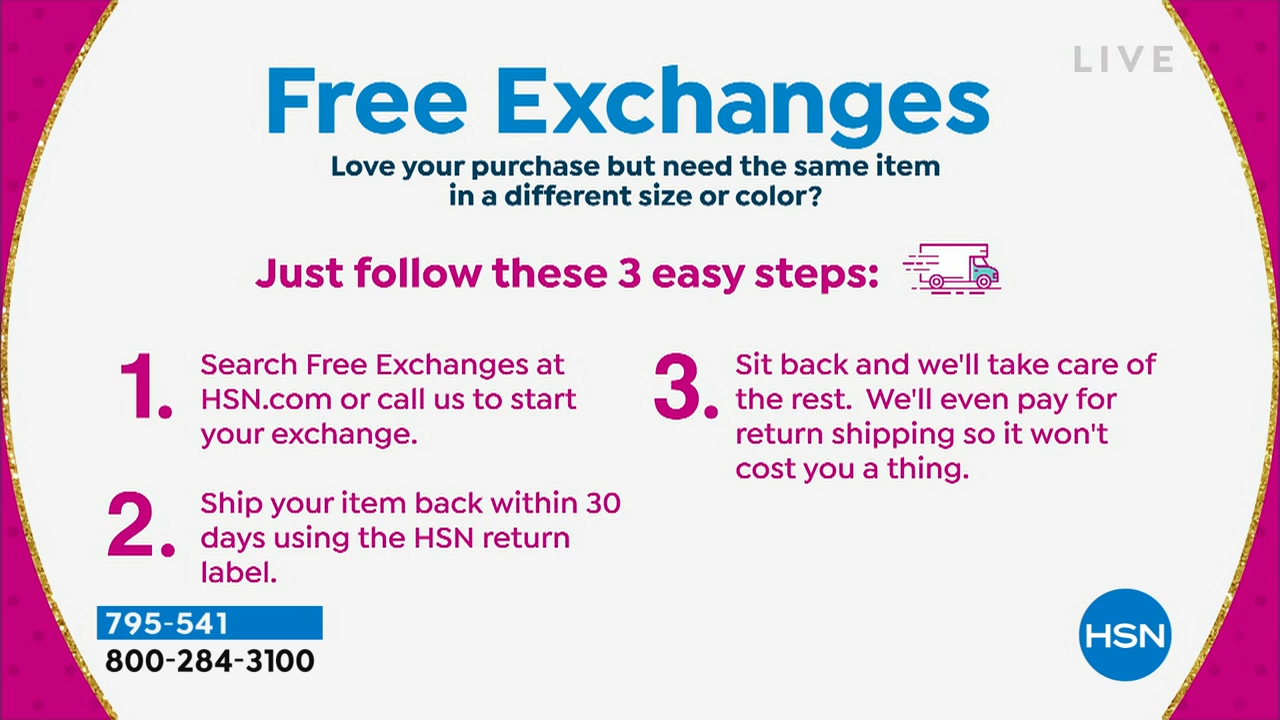 LIVE
Free Exchanges
Love your purchase but need the same item
in a different size or color?
Just follow these 3 easy steps:
1. Search Free Exchanges at
HSN.com or call us to start
your exchange.
2. Ship your item back within 30
days using the HSN return
label.
3. Sit back and we'll take care of
the rest.  We'll even pay for
return shipping so it won't
cost you a thing.
795-541
800-284-3100
HSN